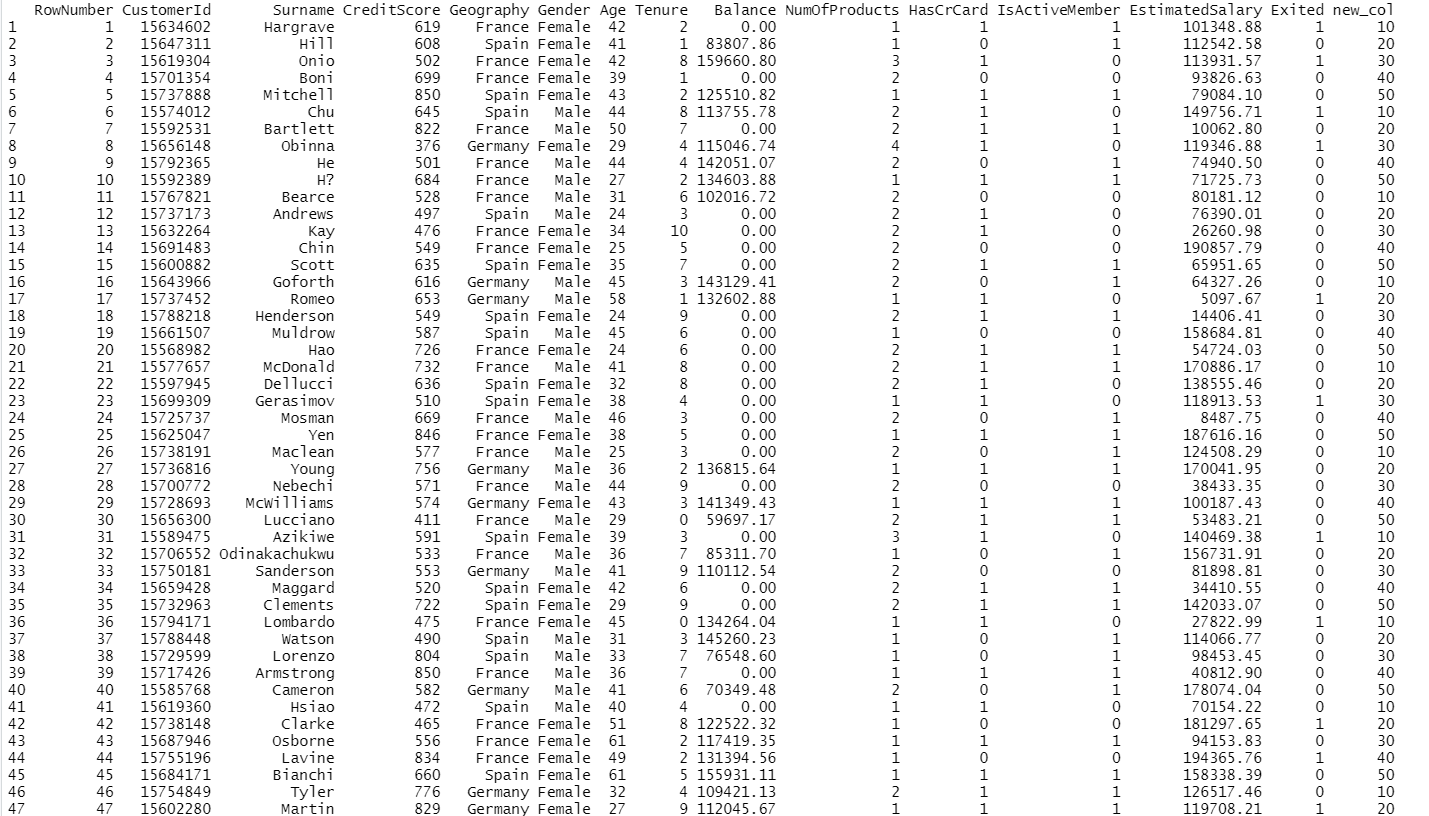 RowNumber CustomerId Surname CreditScore Geography Gender Age Tenure Balance NumOfProducts HasCrCard IsActiveMember EstimatedSalary Exited new_col
1 1 15634602 Hargrave 619 France Female 42 2 0.00 1 1 1 101348.88 1 10
2 2 15647311 Hill 608 Spain Female 41 1 83807.86 1 0 1 112542.58 0 20
3 3 15619304 Onio 502 France Female 42 8 159660.80 3 1 0 113931.57 1 30
4 4 15701354 Boni 699 France Female 39 1 0.00 2 0 0 93826.63 0 40
5 5 15737888 Mitchell 850 Spain Female 43 2 125510.82 1 1 1 79084.10 0 50
6 6 15574012 Chu 645 Spain Male 44 8 113755.78 2 1 0 149756.71 1 10
7 7 15592531 Bartlett 822 France Male 50 7 0.00 2 1 1 10062.80 0 20
8 8 15656148 Obinna 376 Germany Female 29 4 115046.74 4 1 0 119346.88 1 30
9 9 15792365 He 501 France Male 44 4 142051.07 2 0 1 74940.50 0 40
10 10 15592389 H? 684 France Male 27 2 134603.88 1 1 1 71725.73 0 50
11 11 15767821 Bearce 528 France Male 31 6 102016.72 2 0 0 80181.12 0 10
12 12 15737173 Andrews 497 Spain Male 24 3 0.00 2 1 0 76390.01 0 20
13 13 15632264 Kay 476 France Female 34 10 0.00 2 1 0 26260.98 0 30
14 14 15691483 Chin 549 France Female 25 5 0.00 2 0 0 190857.79 0 40
15 15 15600882 Scott 635 Spain Female 35 7 0.00 2 1 1 65951.65 0 50
16 16 15643966 Goforth 616 Germany Male 45 3 143129.41 2 0 1 64327.26 0 10
17 17 15737452 Romeo 653 Germany Male 58 1 132602.88 1 1 0 5097.67 1 20
18 18 15788218 Henderson 549 Spain Female 24 9 0.00 2 1 1 14406.41 0 30
19 19 15661507 Muldrow 587 Spain Male 45 6 0.00 1 0 0 158684.81 0 40
20 20 15568982 Hao 726 France Female 24 6 0.00 2 1 1 54724.03 0 50
21 21 15577657 McDonald 732 France Male 41 8 0.00 2 1 1 170886.17 0 10
22 22 15597945 Dellucci 636 Spain Female 32 8 0.00 2 1 0 138555.46 0 20
23 23 15699309 Gerasimov 510 Spain Female 38 4 0.00 1 1 0 118913.53 1 30
24 24 15725737 Mosman 669 France Male 46 3 0.00 2 0 1 8487.75 0 40
25 25 15625047 Yen 846 France Female 38 5 0.00 1 1 1 187616.16 0 50
26 26 15738191 Maclean 577 France Male 25 3 0.00 2 0 1 124508.29 0 10
27 27 15736816 Young 756 Germany Male 36 2 136815.64 1 1 1 170041.95 0 20
28 28 15700772 Nebechi 571 France Male 44 9 0.00 2 0 0 38433.35 0 30
29 29 15728693 McWilliams 574 Germany Female 43 3 141349.43 1 1 1 100187.43 0 40
30 30 15656300 Lucciano 411 France Male 29 0 59697.17 2 1 1 53483.21 0 50
31 31 15589475 Azikiwe 591 Spain Female 39 3 0.00 3 1 0 140469.38 1 10
32 32 15706552 Odinakachukwu 533 France Male 36 7 85311.70 1 0 1 156731.91 0 20
33 33 15750181 Sanderson 553 Germany Male 41 9 110112.54 2 0 0 81898.81 0 30
34 34 15659428 Maggard 520 Spain Female 42 6 0.00 2 1 1 34410.55 0 40
35 35 15732963 Clements 722 Spain Female 29 9 0.00 2 1 1 142033.07 0 50
36 36 15794171 Lombardo 475 France Female 45 0 134264.04 1 1 0 27822.99 1 10
37 37 15788448 Watson 490 Spain Male 31 3 145260.23 1 0 1 114066.77 0 20
38 38 15729599 Lorenzo 804 Spain Male 33 7 76548.60 1 0 1 98453.45 0 30
39 39 15717426 Armstrong 850 France Male 36 7 0.00 1 1 1 40812.90 0 40
40 40 15585768 Cameron 582 Germany Male 41 6 70349.48 2 0 1 178074.04 0 50
41 41 15619360 Hsiao 472 Spain Male 40 4 0.00 1 1 0 70154.22 0 10
42 42 15738148 Clarke 465 France Female 51 8 122522.32 1 0 0 181297.65 1 20
43 43 15687946 Osborne 556 France Female 61 2 117419.35 1 1 1 94153.83 0 30
44 44 15755196 Lavine 834 France Female 49 2 131394.56 1 0 0 194365.76 1 40
45 45 15684171 Bianchi 660 Spain Female 61 5 155931.11 1 1 1 158338.39 0 50
46 46 15754849 Tyler 776 Germany Female 32 4 109421.13 2 1 1 126517.46 0 10
47 47 15602280 Martin 829 Germany Female 27 9 112045.67 1 1 1 119708.21 1 20